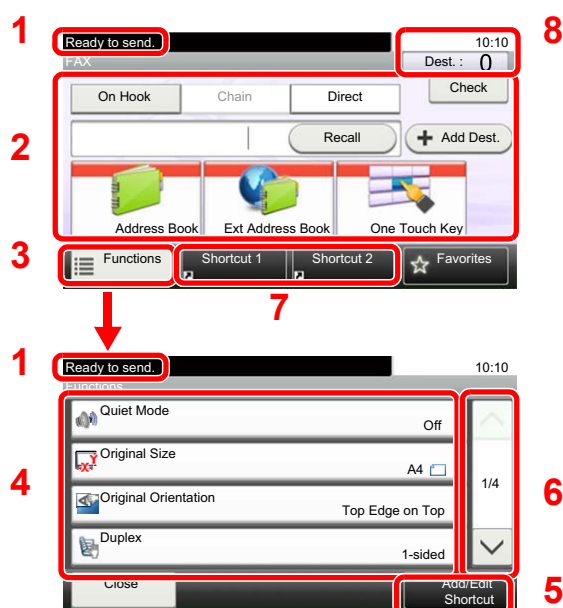 1
8
Ready to send.
10:10
FAX
Dest. : 0
On Hook
Chain
Direct
Check
2
Recall
Add Dest.
Address Book
Ext Address Book
One Touch Key
3
Functions
Shortcut 1
Shortcut 2
Favorites
7
1
Ready to send.
10:10
Functions
Quiet Mode
Off
Original Size
A4
4
1/4
6
Original Orientation
Top Edge on Top
Duplex
1-sided
Close
Add/Edit
Shortcut
5